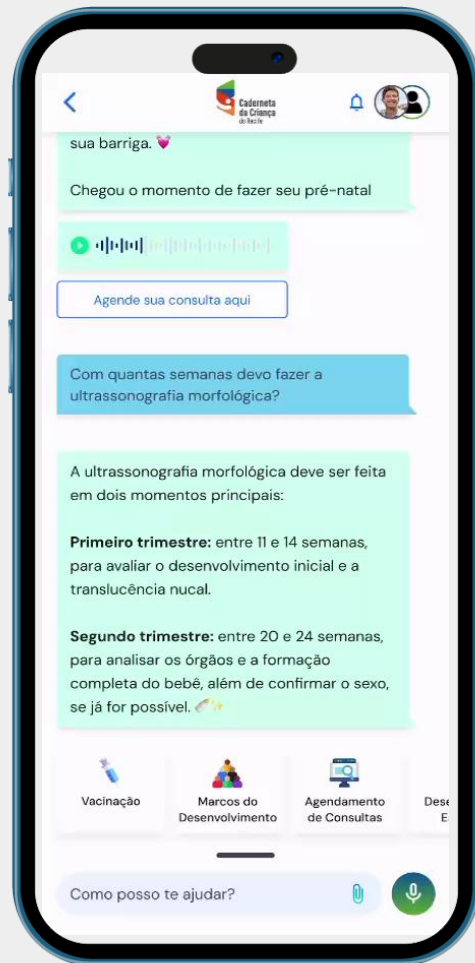 Caderneta
da Criança
do Recife
sua barriga.
Chegou o momento de fazer seu pré-natal
Agende sua consulta aqui
Com quantas semanas devo fazer a
ultrassonografia morfológica?
A ultrassonografia morfológica deve ser feita
em dois momentos principais:
Primeiro trimestre: entre 11 e 14 semanas,
para avaliar o desenvolvimento inicial e a
translucência nucal.
Segundo trimestre: entre 20 e 24 semanas,
para analisar os órgãos e a formação
completa do bebê, além de confirmar o sexo,
se já for possível.
Vacinação
Marcos do
Desenvolvimento
Agendamento
de Consultas
Dese
E
Como posso te ajudar?